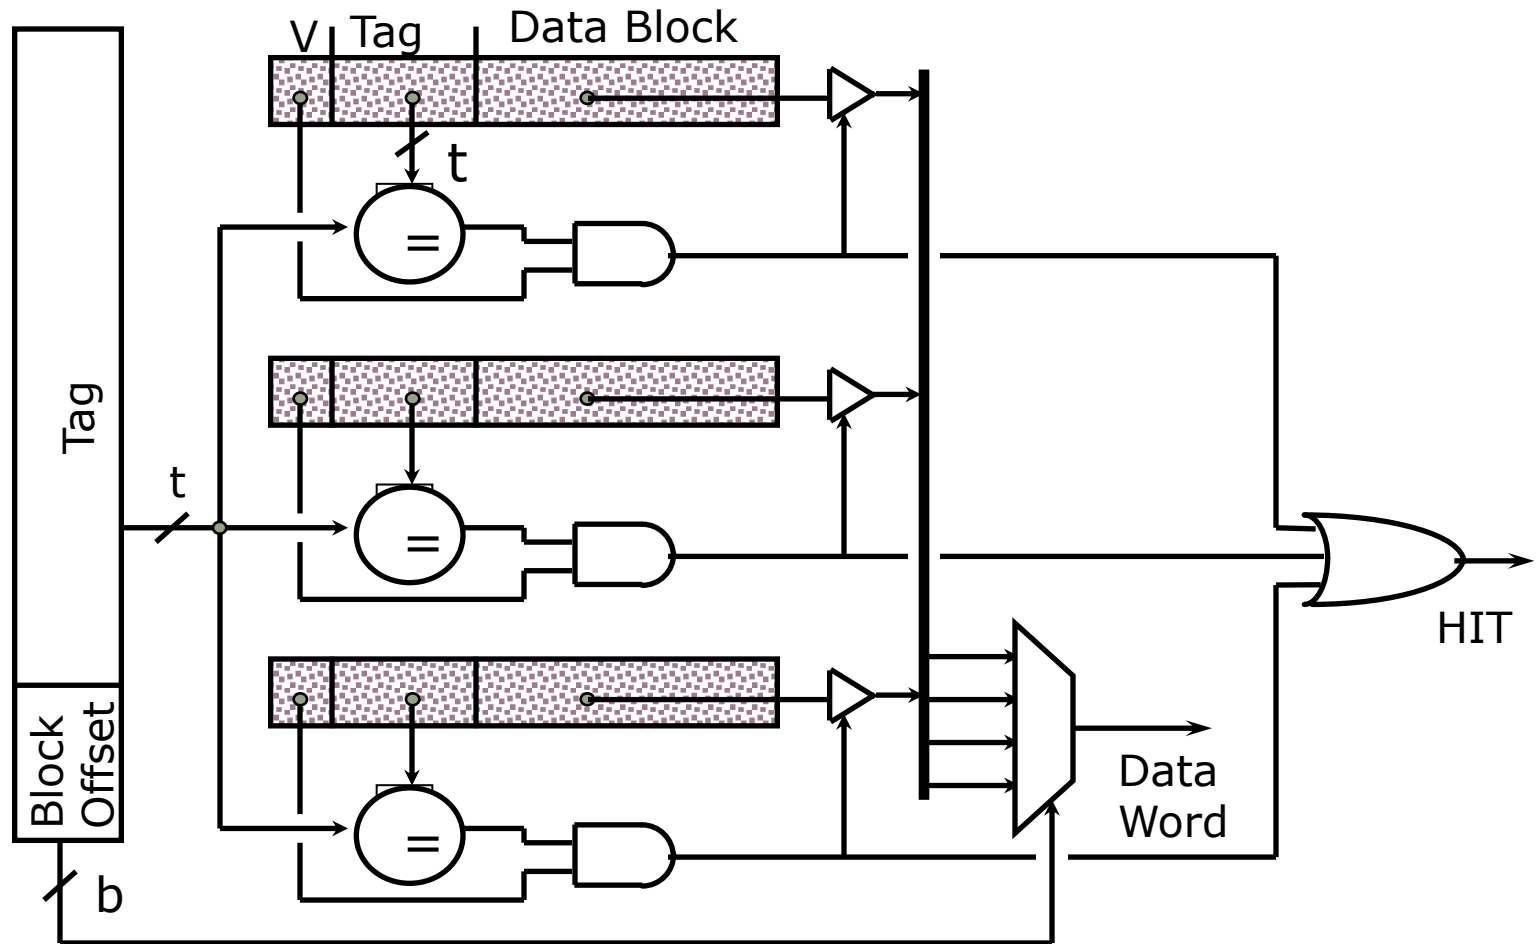 V
Tag
Data Block
t
=
Tag
t
=
HIT
Block
Offset
=
Data
Word
b